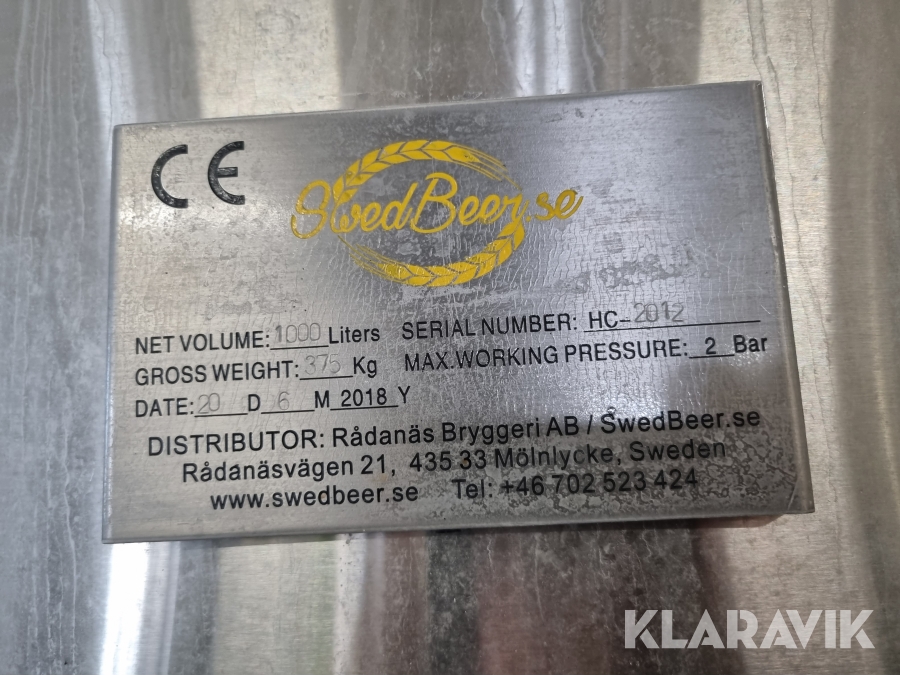 CE
SwedBeer.se
NET VOLUME: 1000 Liters SERIAL NUMBER: HC-2012
GROSS WEIGHT: 375 Kg MAX.WORKING PRESSURE: 2 Bar
DATE: 20 D 6 M 2018 Y
DISTRIBUTOR: Rådanäs Bryggeri AB / SwedBeer.se
Rådanäsvägen 21, 435 33 Mölnlycke, Sweden
www.swedbeer.se Tel: +46 702 523 424
KLARAVIK